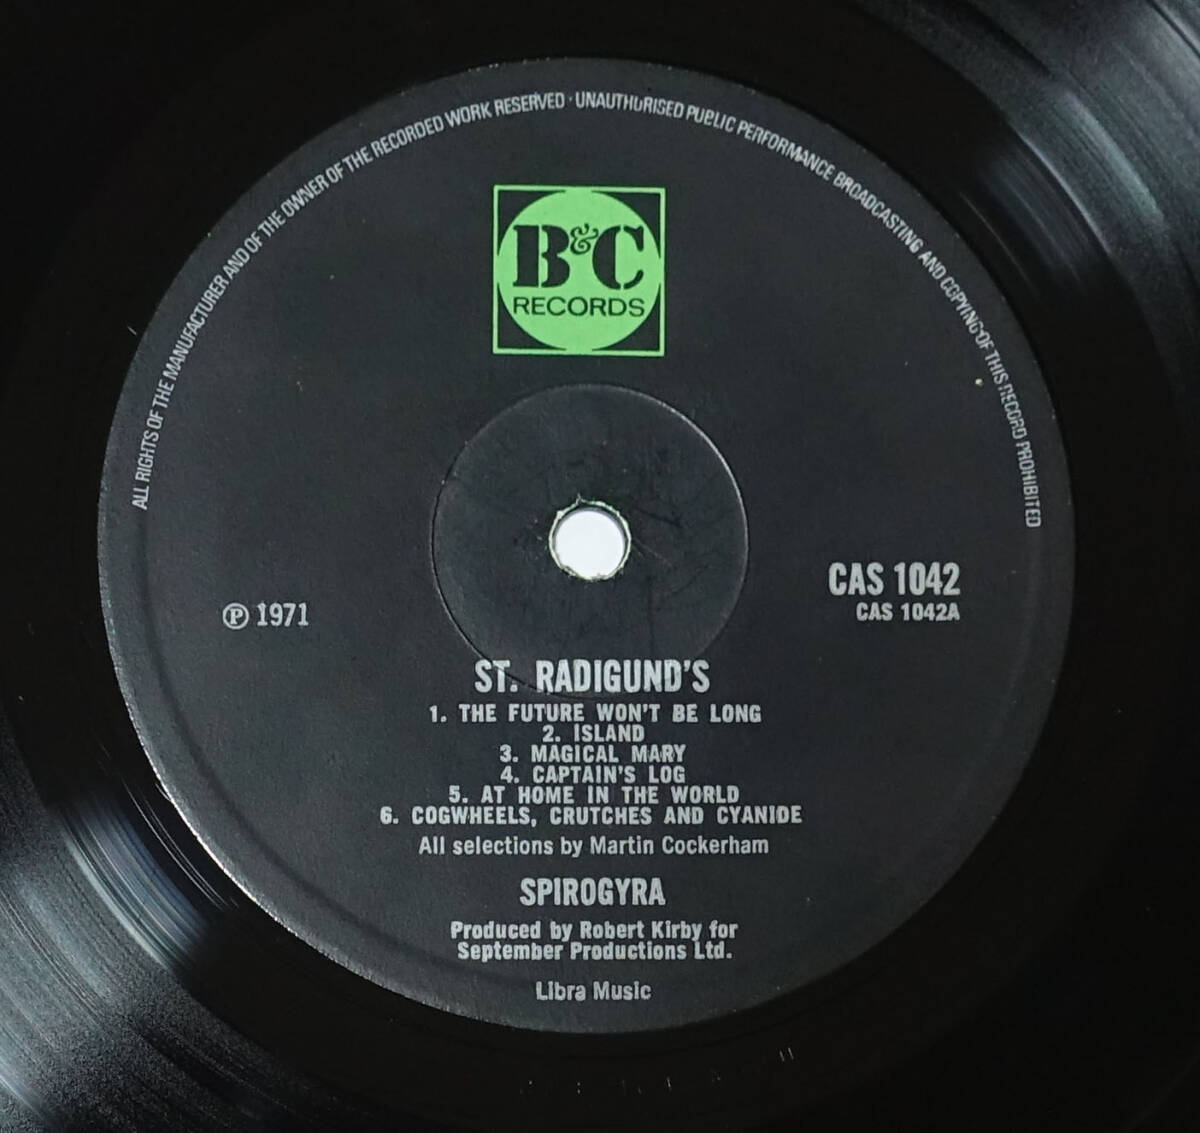 ALL RIGHTS OF THE MANUFACTURER AND OF THE OWNER OF THE RECORDED WORK RESERVED · UNAUTHORISED PUBLIC PERFORMANCE BROADCASTING AND COPYING OF THIS RECORD PROHIBITED
B&C
RECORDS
CAS 1042
CAS 1042A
℗ 1971
ST. RADIGUND'S
1. THE FUTURE WON'T BE LONG
2. ISLAND
3. MAGICAL MARY
4. CAPTAIN'S LOG
5. AT HOME IN THE WORLD
6. COGWHEELS, CRUTCHES AND CYANIDE
All selections by Martin Cockerham
SPIROGYRA
Produced by Robert Kirby for
September Productions Ltd.
Libra Music